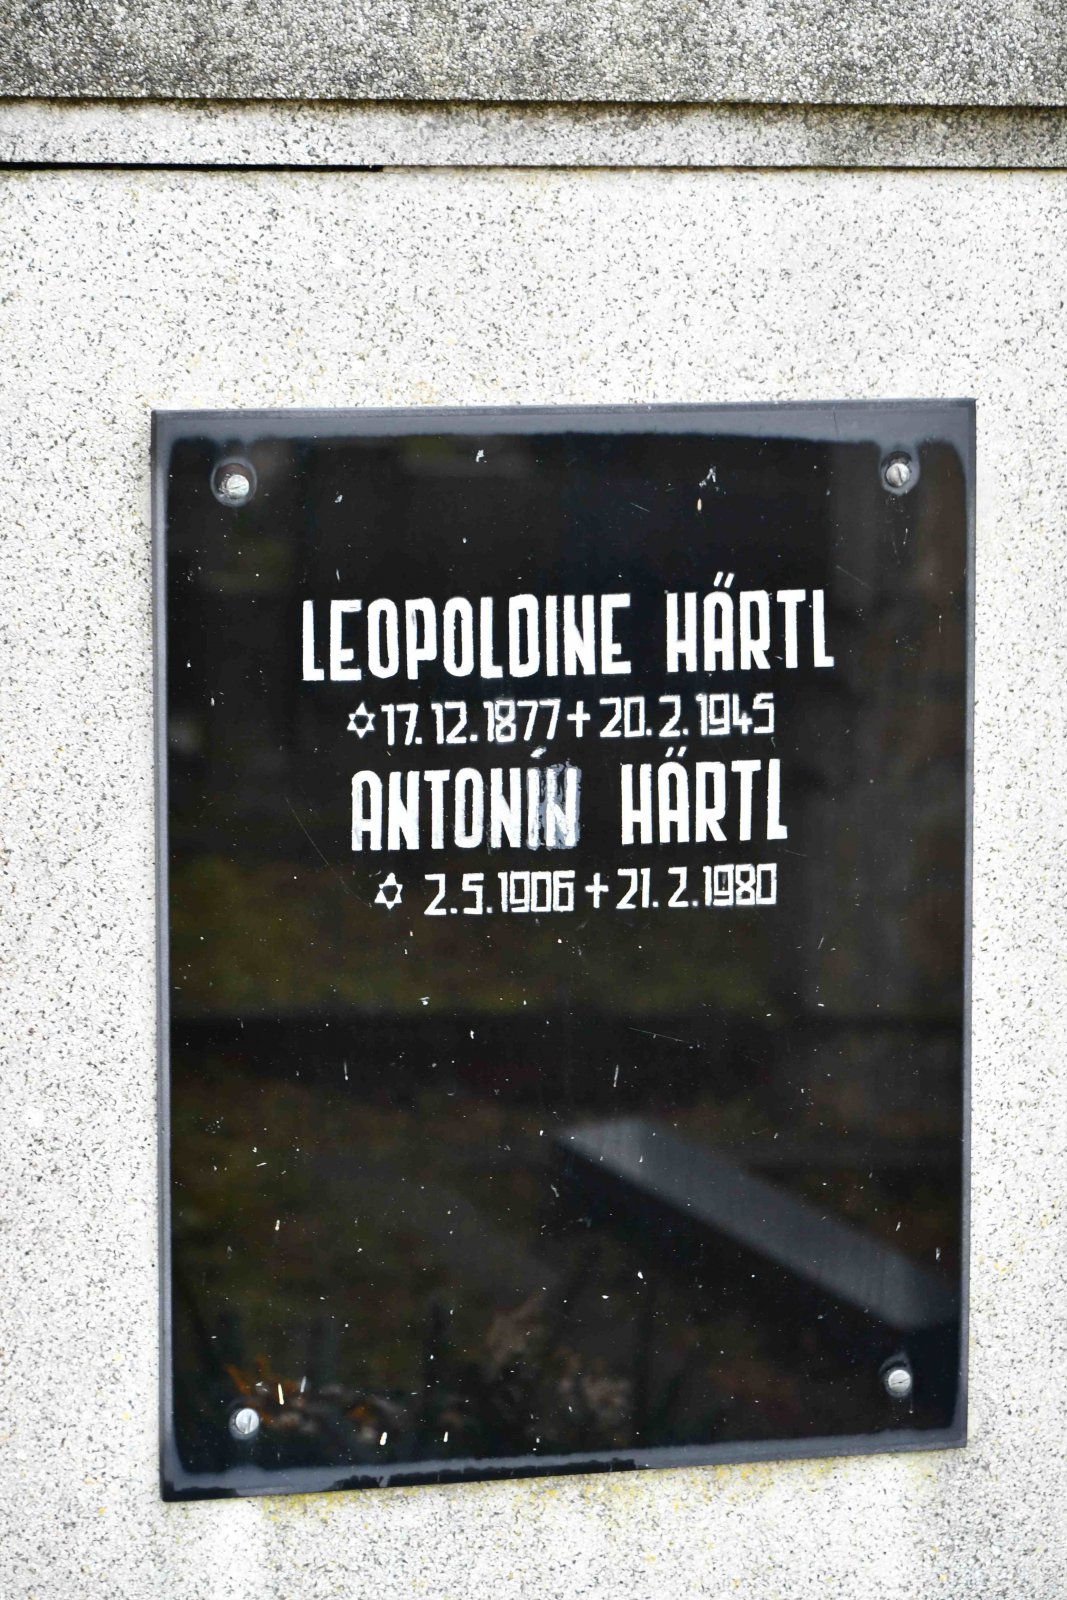 LEOPOLDINE HÄRTL
✡ 17. 12. 1877 + 20. 2. 1945
ANTONÍN HÄRTL
✡ 2. 5. 1906 + 21. 2. 1980